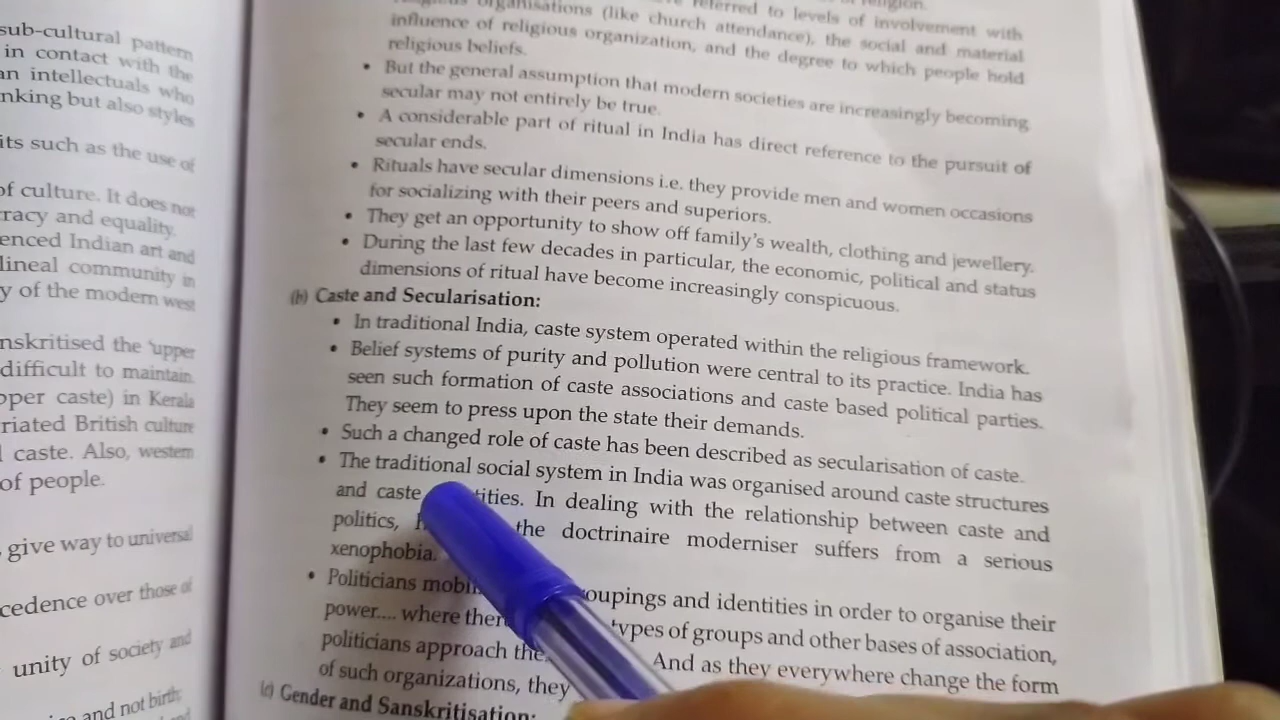 sub-cultural pattern
in contact with the
an intellectuals who
nking but also styles
its such as the use of
of culture. It does not
racy and equality.
enced Indian art and
lineal community in
y of the modern west
nskritised the 'upper
difficult to maintain.
pper caste) in Kerala
riated British culture
l caste. Also, western
of people.
, give way to universal
cedence over those of
unity of society and
and not birth;
referred to levels of involvement with
organisations (like church attendance), the social and material
influence of religious organization, and the degree to which people hold
religious beliefs.
• But the general assumption that modern societies are increasingly becoming
secular may not entirely be true.
• A considerable part of ritual in India has direct reference to the pursuit of
secular ends.
• Rituals have secular dimensions i.e. they provide men and women occasions
for socializing with their peers and superiors.
• They get an opportunity to show off family's wealth, clothing and jewellery.
• During the last few decades in particular, the economic, political and status
dimensions of ritual have become increasingly conspicuous.
(b) Caste and Secularisation:
• In traditional India, caste system operated within the religious framework.
• Belief systems of purity and pollution were central to its practice. India has
seen such formation of caste associations and caste based political parties.
They seem to press upon the state their demands.
• Such a changed role of caste has been described as secularisation of caste.
• The traditional social system in India was organised around caste structures
and caste tities. In dealing with the relationship between caste and
politics, the doctrinaire moderniser suffers from a serious
xenophobia.
• Politicians mobil oupings and identities in order to organise their
power.... where ther types of groups and other bases of association,
politicians approach the And as they everywhere change the form
of such organizations, they
(c) Gender and Sanskritisation: